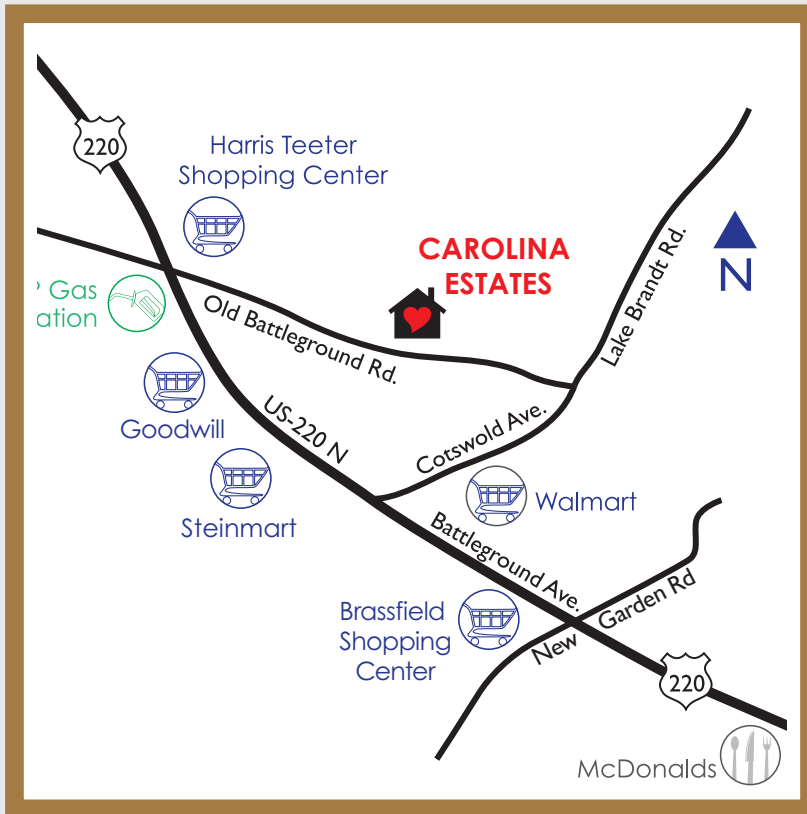 220
Harris Teeter
Shopping Center
CAROLINA
ESTATES
N
Lake Brandt Rd.
Gas
Old Battleground Rd.
Goodwill
US-220 N
Cotswold Ave.
Steinmart
Walmart
Battleground Ave.
Brassfield
Shopping
Center
New Garden Rd
220
McDonalds